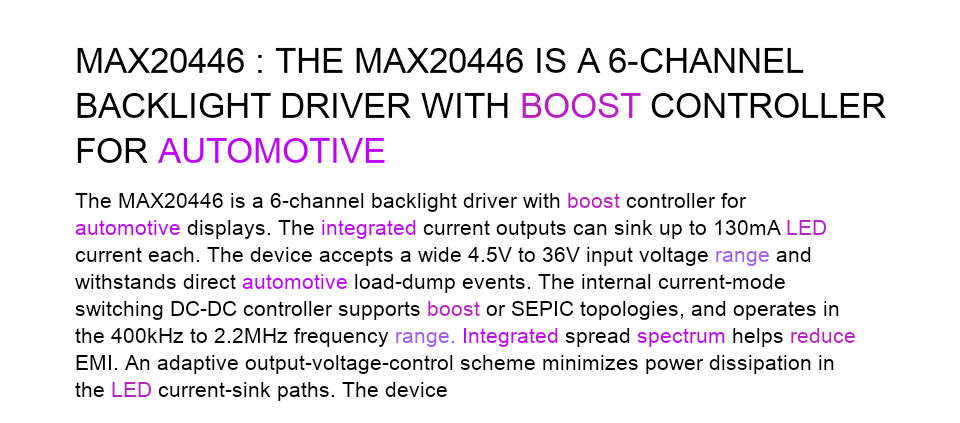 MAX20446 : THE MAX20446 IS A 6-CHANNEL
BACKLIGHT DRIVER WITH BOOST CONTROLLER
FOR AUTOMOTIVE
The MAX20446 is a 6-channel backlight driver with boost controller for
automotive displays. The integrated current outputs can sink up to 130mA LED
current each. The device accepts a wide 4.5V to 36V input voltage range and
withstands direct automotive load-dump events. The internal current-mode
switching DC-DC controller supports boost or SEPIC topologies, and operates in
the 400kHz to 2.2MHz frequency range. Integrated spread spectrum helps reduce
EMI. An adaptive output-voltage-control scheme minimizes power dissipation in
the LED current-sink paths. The device